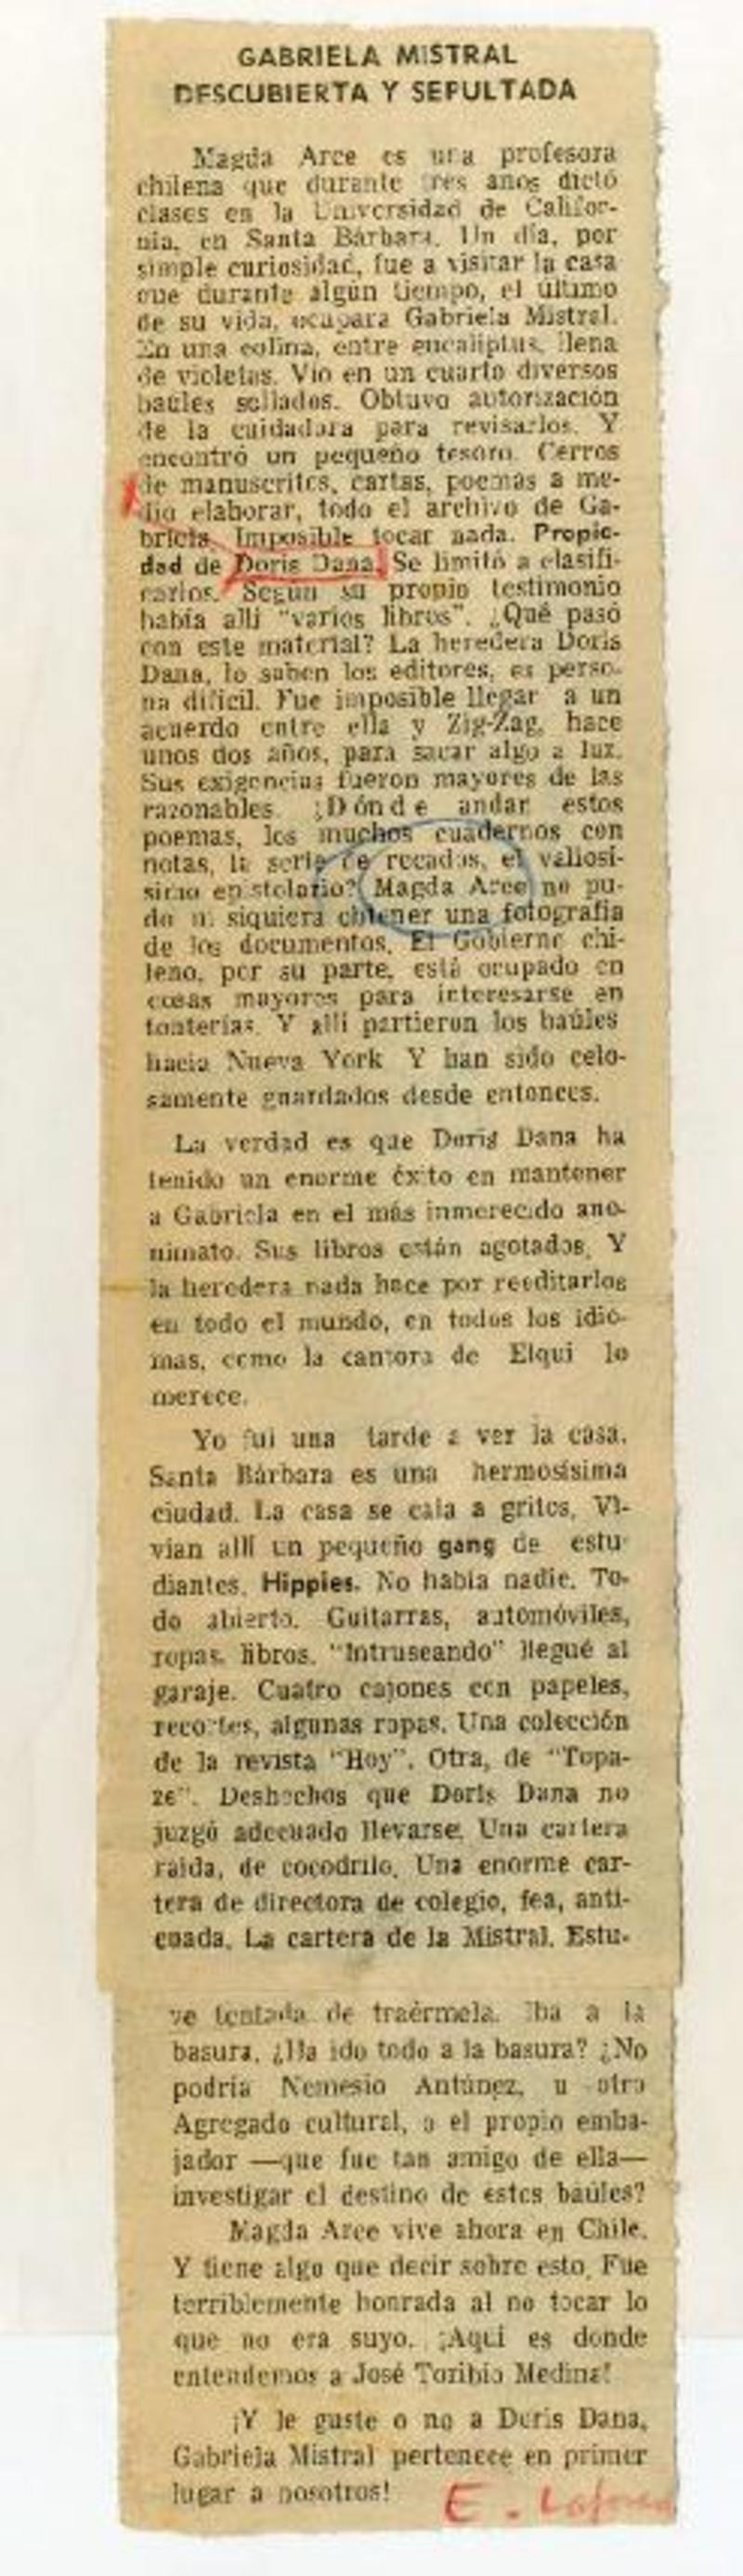 GABRIELA MISTRAL
DESCUBIERTA Y SEPULTADA
Magda Arce es una profesora
chilena que durante tres años dictó
clases en la Universidad de Califor-
nia, en Santa Bárbara. Un día, por
simple curiosidad, fue a visitar la casa
que durante algún tiempo, el último
de su vida, ocupara Gabriela Mistral.
En una colina, entre eucaliptus, llena
de violetas. Vio en un cuarto diversos
baúles sellados. Obtuvo autorización
de la cuidadora para revisarlos. Y
encontró un pequeño tesoro. Cerros
de manuscritos, cartas, poemas a me-
dio elaborar, todo el archivo de Ga-
briela. Imposible tocar nada. Propie-
dad de Doris Dana. Se limitó a clasifi-
carlos. Según su propio testimonio
había allí "varios libros". ¿Qué pasó
con este material? La heredera Doris
Dana, lo saben los editores, es perso-
na difícil. Fue imposible llegar a un
acuerdo entre ella y Zig-Zag, hace
unos dos años, para sacar algo a luz.
Sus exigencias fueron mayores de las
razonables. ¿Dónde andar estos
poemas, los muchos cuadernos con
notas, la serie de recados, el valiosí-
simo epistolario? Magda Arce no pu-
do ni siquiera obtener una fotografía
de los documentos. El Gobierno chi-
leno, por su parte, está ocupado en
cosas mayores para interesarse en
tonterías. Y allí partieron los baúles
hacia Nueva York Y han sido celo-
samente guardados desde entonces.
La verdad es que Doris Dana ha
tenido un enorme éxito en mantener
a Gabriela en el más inmerecido ano-
nimato. Sus libros están agotados. Y
la heredera nada hace por reeditarlos
en todo el mundo, en todos los idio-
mas, como la cantora de Elqui lo
merece.
Yo fui una tarde a ver la casa.
Santa Bárbara es una hermosísima
ciudad. La casa se caía a gritos. Vi-
vían allí un pequeño gang de estu-
diantes. Hippies. No había nadie. To-
do abierto. Guitarras, automóviles,
ropas, libros. "Intruseando" llegué al
garaje. Cuatro cajones con papeles,
recortes, algunas ropas. Una colección
de la revista "Hoy". Otra, de "Topa-
ze". Deshechos que Doris Dana no
juzgó adecuado llevarse. Una cartera
raída, de cocodrilo. Una enorme car-
tera de directora de colegio, fea, anti-
cuada. La cartera de la Mistral. Estu-
ve tentada de traérmela. Iba a la
basura. ¿Ha ido todo a la basura? ¿No
podría Nemesio Antúnez, u otro
Agregado cultural, o el propio emba-
jador —que fue tan amigo de ella—
investigar el destino de estos baúles?
Magda Arce vive ahora en Chile.
Y tiene algo que decir sobre esto. Fue
terriblemente honrada al no tocar lo
que no era suyo. ¡Aquí es donde
entendemos a José Toribio Medina!
¡Y le guste o no a Doris Dana,
Gabriela Mistral pertenece en primer
lugar a nosotros!
E.